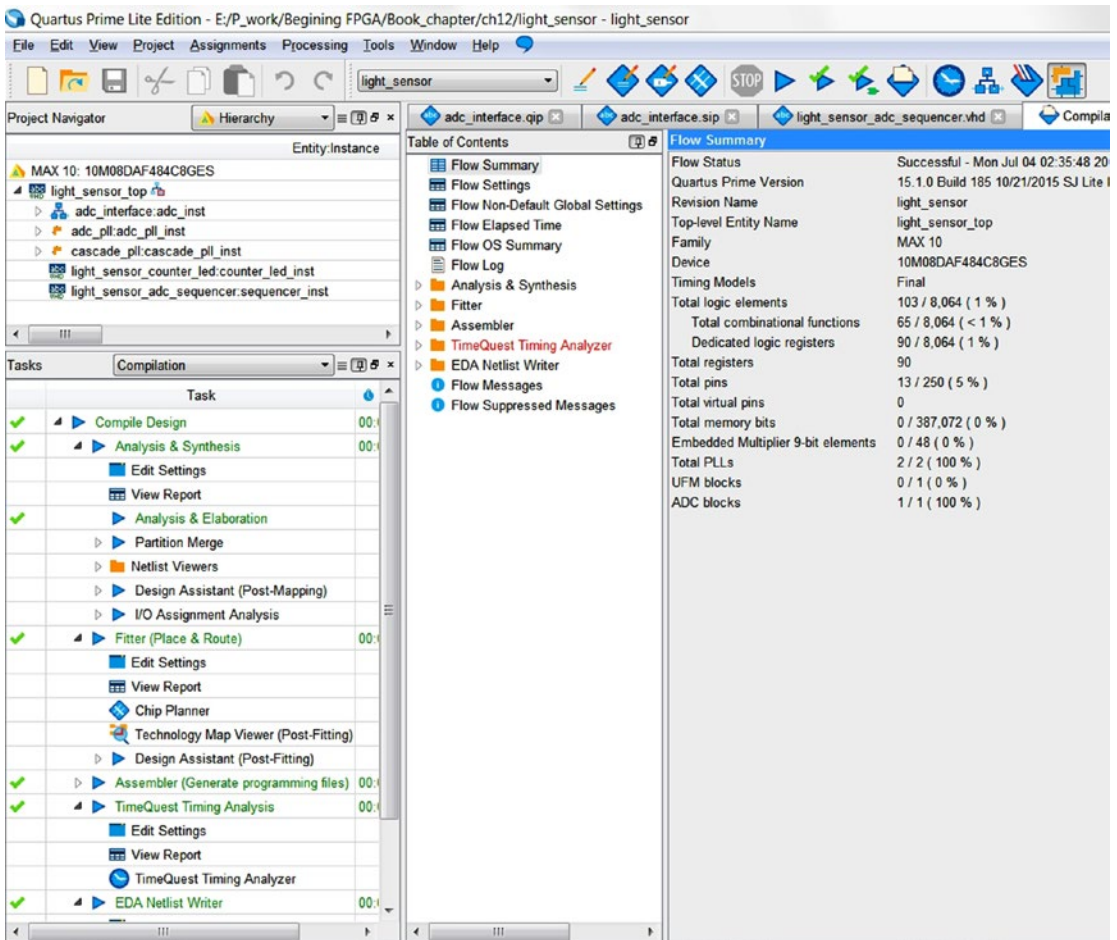 Quartus Prime Lite Edition - E:/P_work/Begining FPGA/Book_chapter/ch12/light_sensor - light_sensor
File Edit View Project Assignments Processing Tools Window Help
light_sensor
STOP
Project Navigator
Hierarchy
Entity:Instance
MAX 10: 10M08DAF484C8GES
light_sensor_top
adc_interface:adc_inst
adc_pll:adc_pll_inst
cascade_pll:cascade_pll_inst
light_sensor_counter_led:counter_led_inst
light_sensor_adc_sequencer:sequencer_inst
Tasks
Compilation
Task
Compile Design 00:
Analysis & Synthesis 00:
Edit Settings
View Report
Analysis & Elaboration
Partition Merge
Netlist Viewers
Design Assistant (Post-Mapping)
I/O Assignment Analysis
Fitter (Place & Route) 00:
Edit Settings
View Report
Chip Planner
Technology Map Viewer (Post-Fitting)
Design Assistant (Post-Fitting)
Assembler (Generate programming files) 00:
TimeQuest Timing Analysis 00:
Edit Settings
View Report
TimeQuest Timing Analyzer
EDA Netlist Writer 00:
adc_interface.qip
adc_interface.sip
light_sensor_adc_sequencer.vhd
Compila
Table of Contents
Flow Summary
Flow Settings
Flow Non-Default Global Settings
Flow Elapsed Time
Flow OS Summary
Flow Log
Analysis & Synthesis
Fitter
Assembler
TimeQuest Timing Analyzer
EDA Netlist Writer
Flow Messages
Flow Suppressed Messages
Flow Summary
Flow Status Successful - Mon Jul 04 02:35:48 20
Quartus Prime Version 15.1.0 Build 185 10/21/2015 SJ Lite
Revision Name light_sensor
Top-level Entity Name light_sensor_top
Family MAX 10
Device 10M08DAF484C8GES
Timing Models Final
Total logic elements 103 / 8,064 ( 1 % )
Total combinational functions 65 / 8,064 ( < 1 % )
Dedicated logic registers 90 / 8,064 ( 1 % )
Total registers 90
Total pins 13 / 250 ( 5 % )
Total virtual pins 0
Total memory bits 0 / 387,072 ( 0 % )
Embedded Multiplier 9-bit elements 0 / 48 ( 0 % )
Total PLLs 2 / 2 ( 100 % )
UFM blocks 0 / 1 ( 0 % )
ADC blocks 1 / 1 ( 100 % )